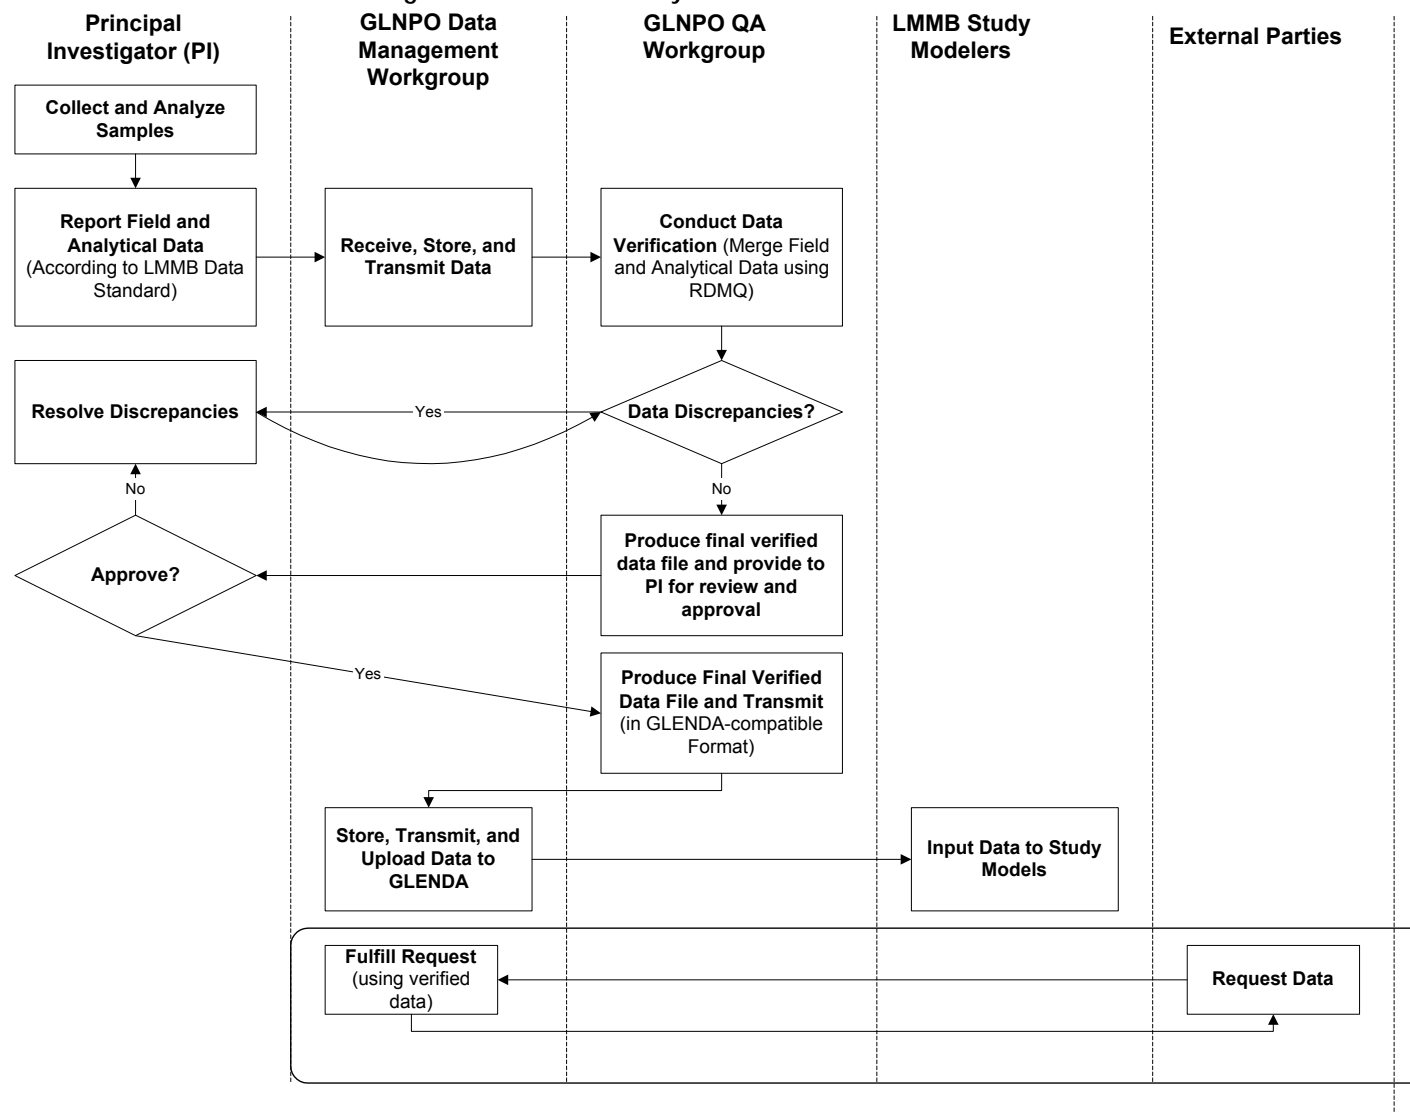 Principal
Investigator (PI)
GLNPO Data
Management
Workgroup
GLNPO QA
Workgroup
LMMB Study
Modelers
External Parties
Collect and Analyze
Samples
Report Field and
Analytical Data
(According to LMMB Data
Standard)
Receive, Store, and
Transmit Data
Conduct Data
Verification (Merge Field
and Analytical Data using
RDMQ)
Resolve Discrepancies
Yes
Data Discrepancies?
No
No
Approve?
Produce final verified
data file and provide to
PI for review and
approval
Yes
Produce Final Verified
Data File and Transmit
(in GLENDA-compatible
Format)
Store, Transmit, and
Upload Data to
GLENDA
Input Data to Study
Models
Fulfill Request
(using verified
data)
Request Data